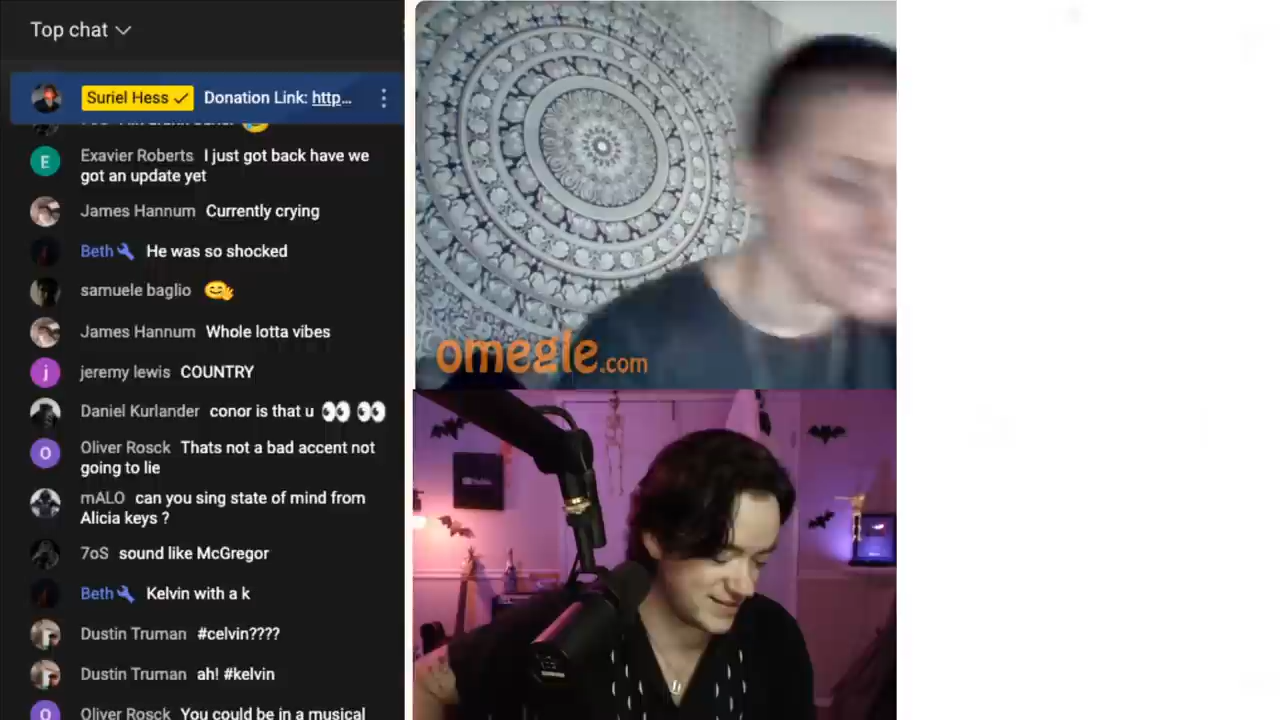 Top chat
Suriel Hess Donation Link: http...
Exavier Roberts I just got back have we
got an update yet
James Hannum Currently crying
Beth He was so shocked
samuele baglio
James Hannum Whole lotta vibes
jeremy lewis COUNTRY
Daniel Kurlander conor is that u
Oliver Rosck Thats not a bad accent not
going to lie
mALO can you sing state of mind from
Alicia keys ?
7oS sound like McGregor
Beth Kelvin with a k
Dustin Truman #celvin????
Dustin Truman ah! #kelvin
Oliver Rosck You could be in a musical
E
j
O
O
omegle.com